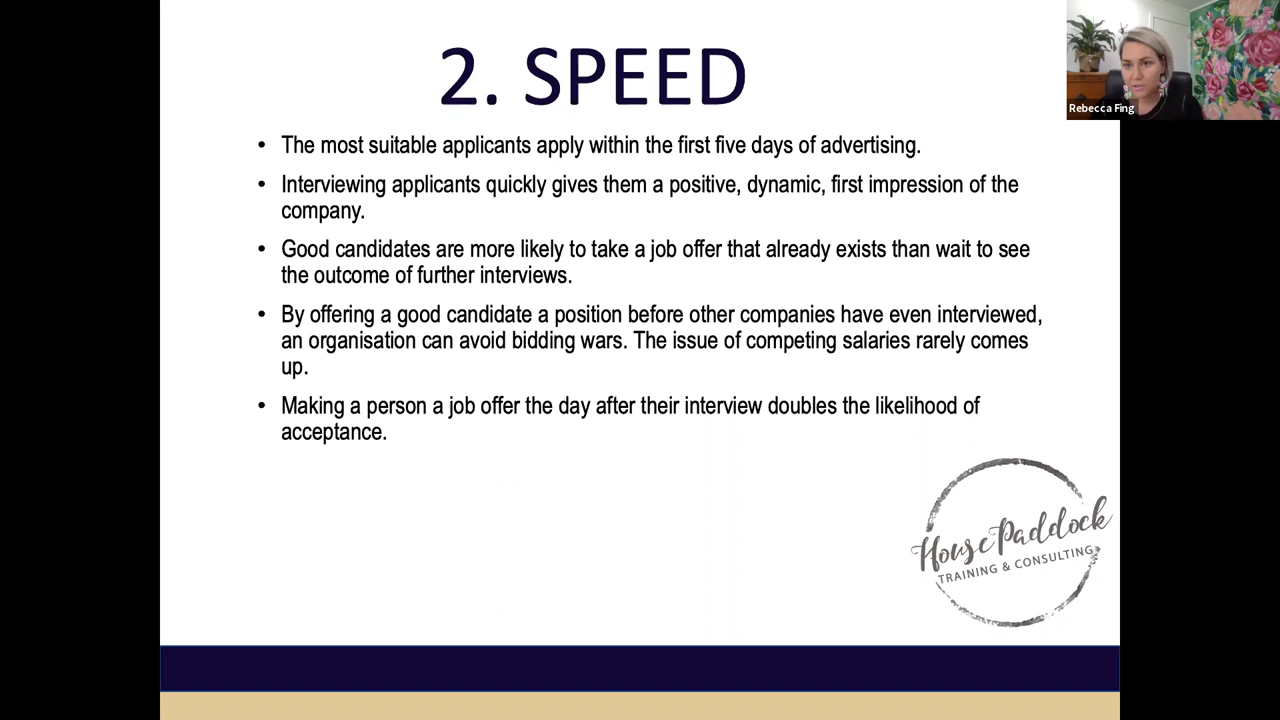 2. SPEED
Rebecca Fing
• The most suitable applicants apply within the first five days of advertising.
• Interviewing applicants quickly gives them a positive, dynamic, first impression of the
company.
• Good candidates are more likely to take a job offer that already exists than wait to see
the outcome of further interviews.
• By offering a good candidate a position before other companies have even interviewed,
an organisation can avoid bidding wars. The issue of competing salaries rarely comes
up.
• Making a person a job offer the day after their interview doubles the likelihood of
acceptance.
House Paddock
TRAINING & CONSULTING